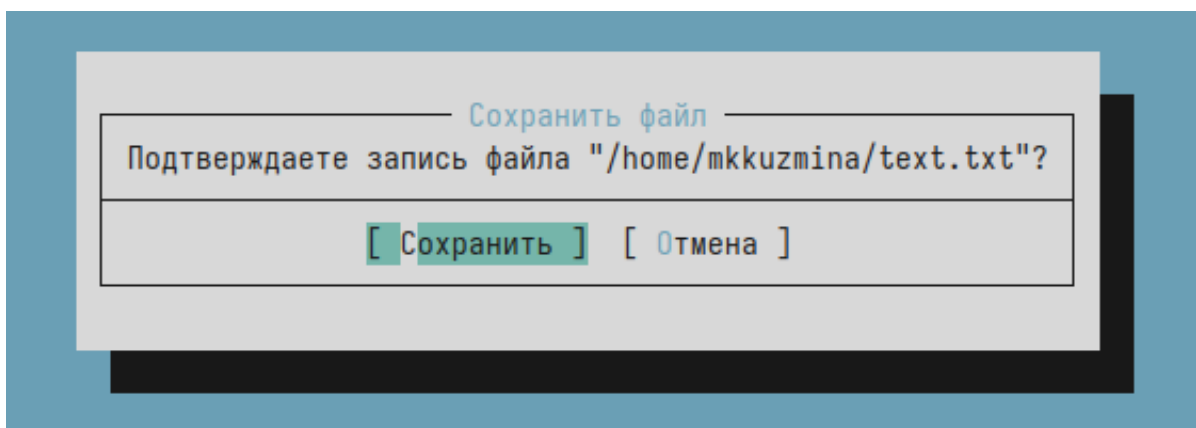 Сохранить файл
Подтверждаете запись файла "/home/mkkuzmina/text.txt"?
[ Сохранить ] [ Отмена ]